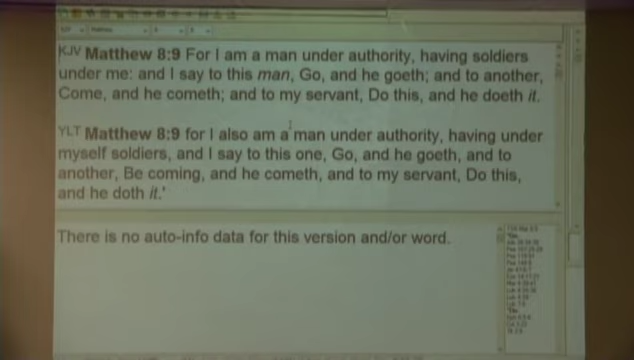 KJV Matthew 8:9 For I am a man under authority, having soldiers
under me: and I say to this man, Go, and he goeth; and to another,
Come, and he cometh; and to my servant, Do this, and he doeth it.
YLT Matthew 8:9 for I also am a man under authority, having under
myself soldiers, and I say to this one, Go, and he goeth, and to
another, Be coming, and he cometh, and to my servant, Do this,
and he doth it.'
There is no auto-info data for this version and/or word.